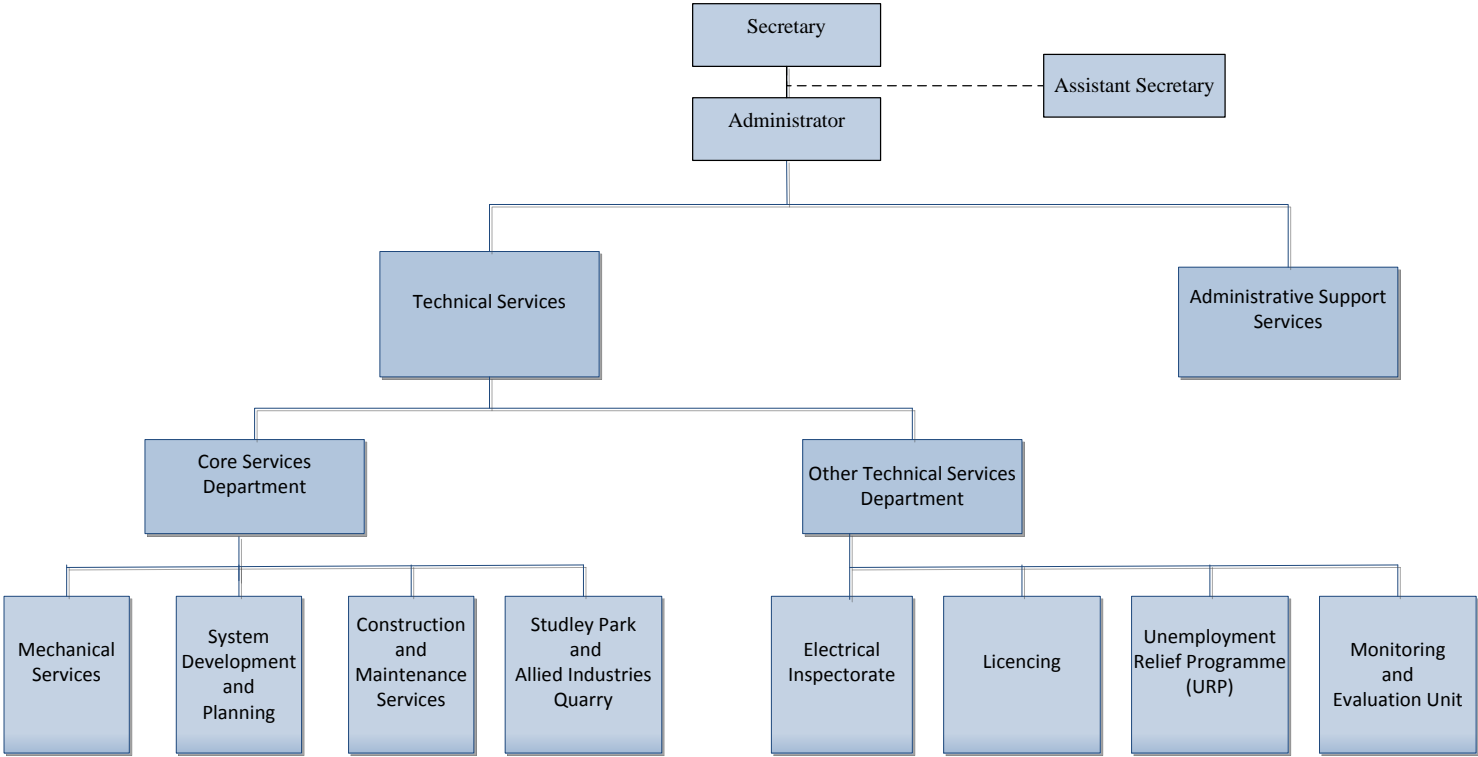 Secretary
Assistant Secretary
Administrator
Technical Services
Administrative Support
Services
Core Services
Department
Other Technical Services
Department
Mechanical
Services
System
Development
and
Planning
Construction
and
Maintenance
Services
Studley Park
and
Allied Industries
Quarry
Electrical
Inspectorate
Licencing
Unemployment
Relief Programme
(URP)
Monitoring
and
Evaluation Unit